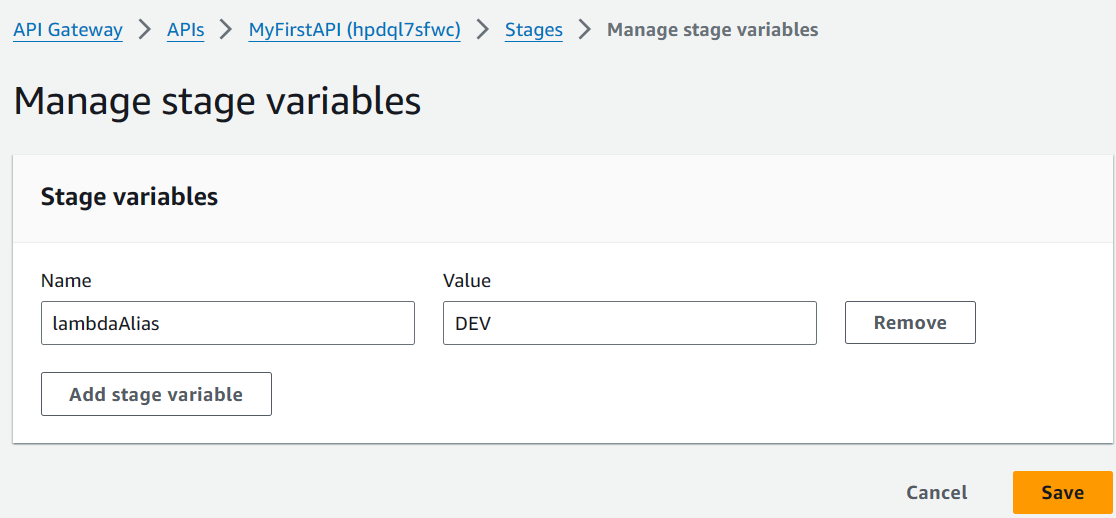 API Gateway > APIs > MyFirstAPI (hpdql7sfwc) > Stages > Manage stage variables
Manage stage variables
Stage variables
Name Value
lambdaAlias DEV Remove
Add stage variable
Cancel Save